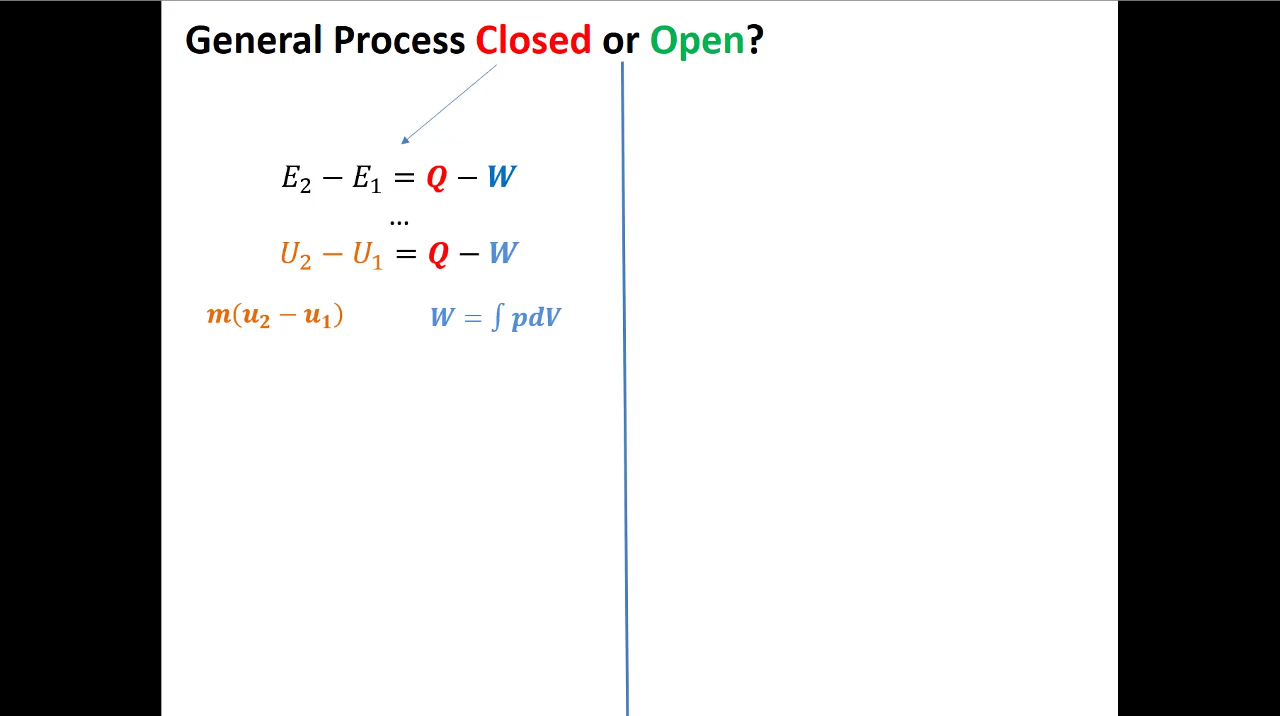 General Process Closed or Open?
E₂ − E₁ = Q − W
...
U₂ − U₁ = Q − W
m(u₂ − u₁) W = ∫ pdV